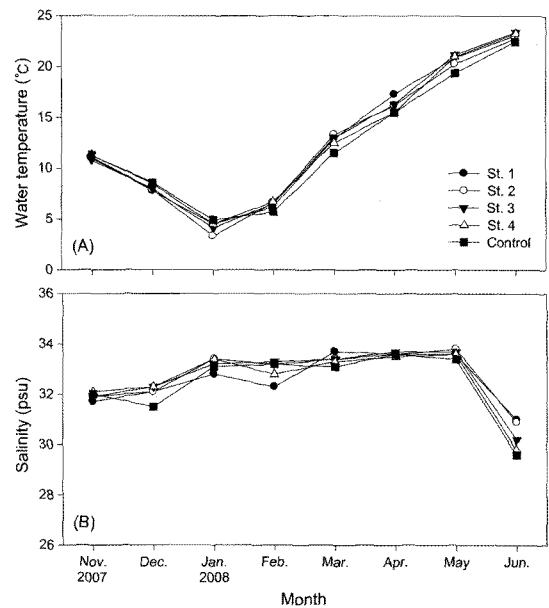 25
20
15
10
5
0
Water temperature (°C)
(A)
St. 1
St. 2
St. 3
St. 4
Control
36
34
32
30
28
26
Salinity (psu)
(B)
Nov. Dec. Jan. Feb. Mar. Apr. May Jun.
2007 2008
Month